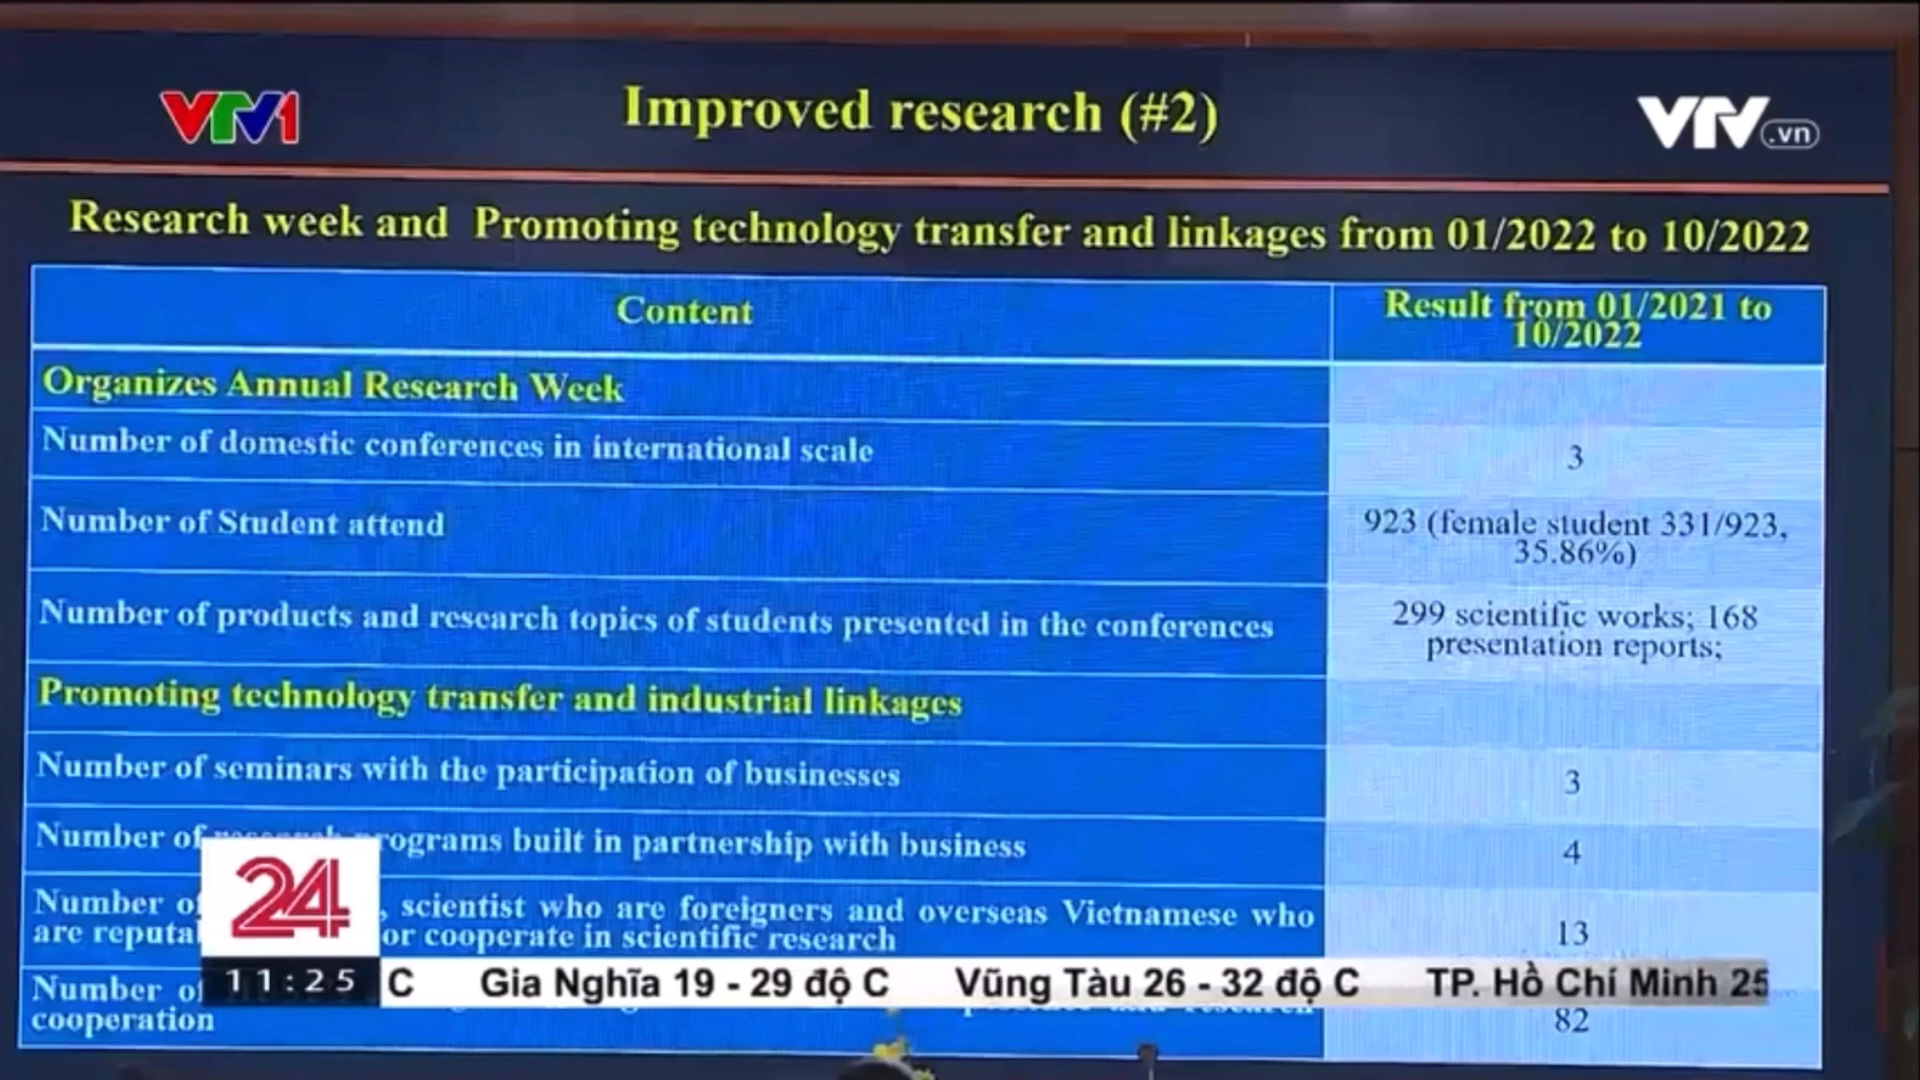 VTV1
Improved research (#2)
VTV.vn
Research week and Promoting technology transfer and linkages from 01/2022 to 10/2022
Content
Result from 01/2021 to
10/2022
Organizes Annual Research Week
Number of domestic conferences in international scale
3
Number of Student attend
923 (female student 331/923,
35.86%)
Number of products and research topics of students presented in the conferences
299 scientific works; 168
presentation reports;
Promoting technology transfer and industrial linkages
Number of seminars with the participation of businesses
3
Number of research programs built in partnership with business
4
Number of , scientist who are foreigners and overseas Vietnamese who
are or cooperate in scientific research
13
Number of
cooperation
82
24
11:25
C Gia Nghĩa 19 - 29 độ C Vũng Tàu 26 - 32 độ C TP. Hồ Chí Minh 25